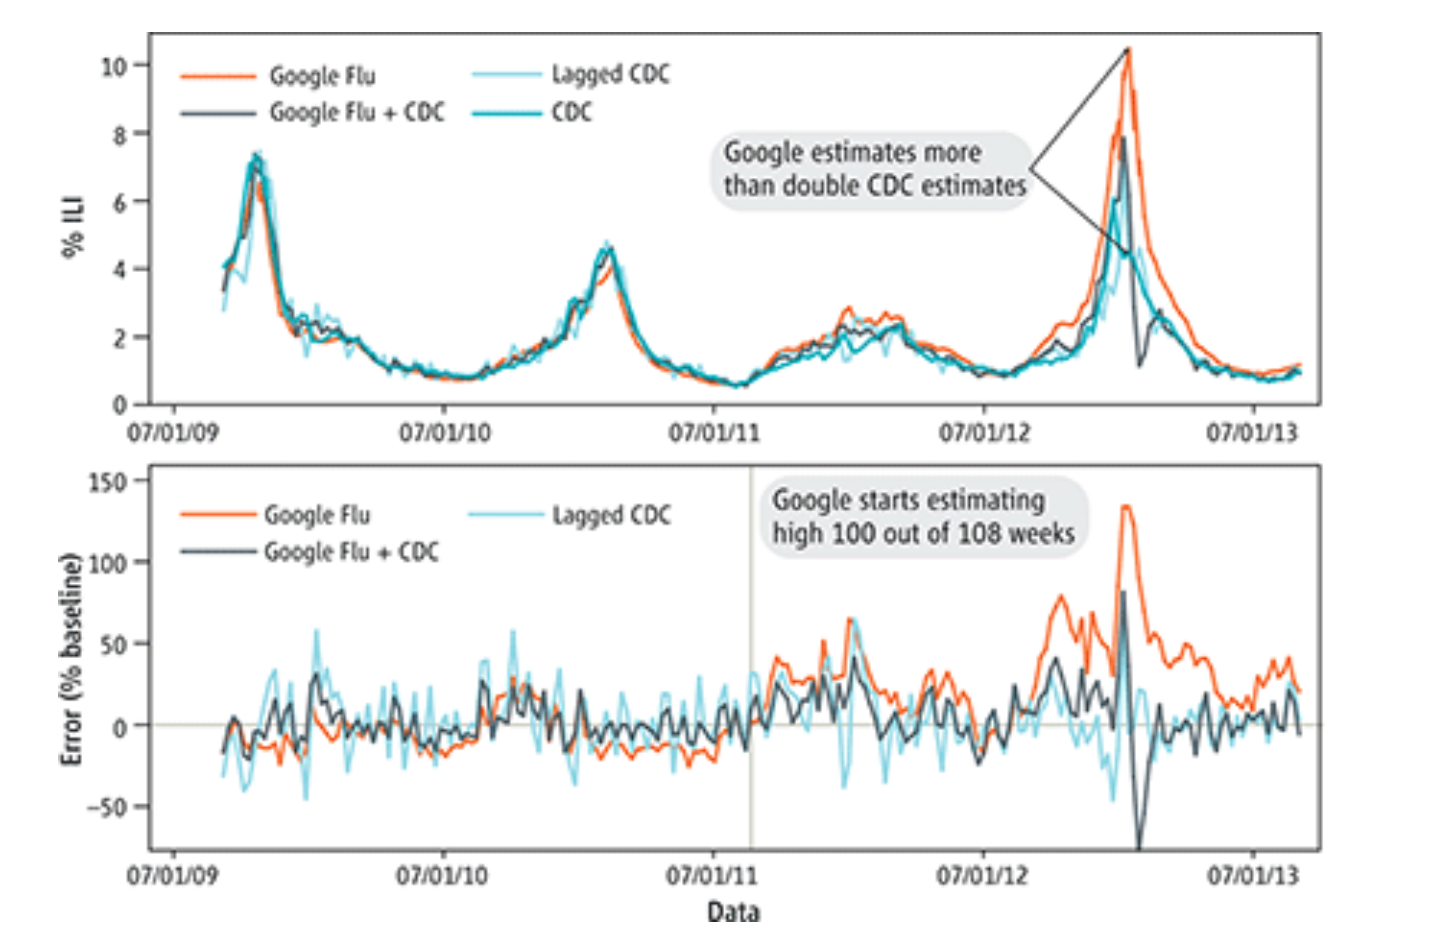 Google Flu
Lagged CDC
Google Flu + CDC
CDC
Google estimates more
than double CDC estimates
% ILI
10
8
6
4
2
0
07/01/09
07/01/10
07/01/11
07/01/12
07/01/13
Google Flu
Lagged CDC
Google Flu + CDC
Google starts estimating
high 100 out of 108 weeks
Error (% baseline)
150
100
50
0
–50
07/01/09
07/01/10
07/01/11
07/01/12
07/01/13
Data